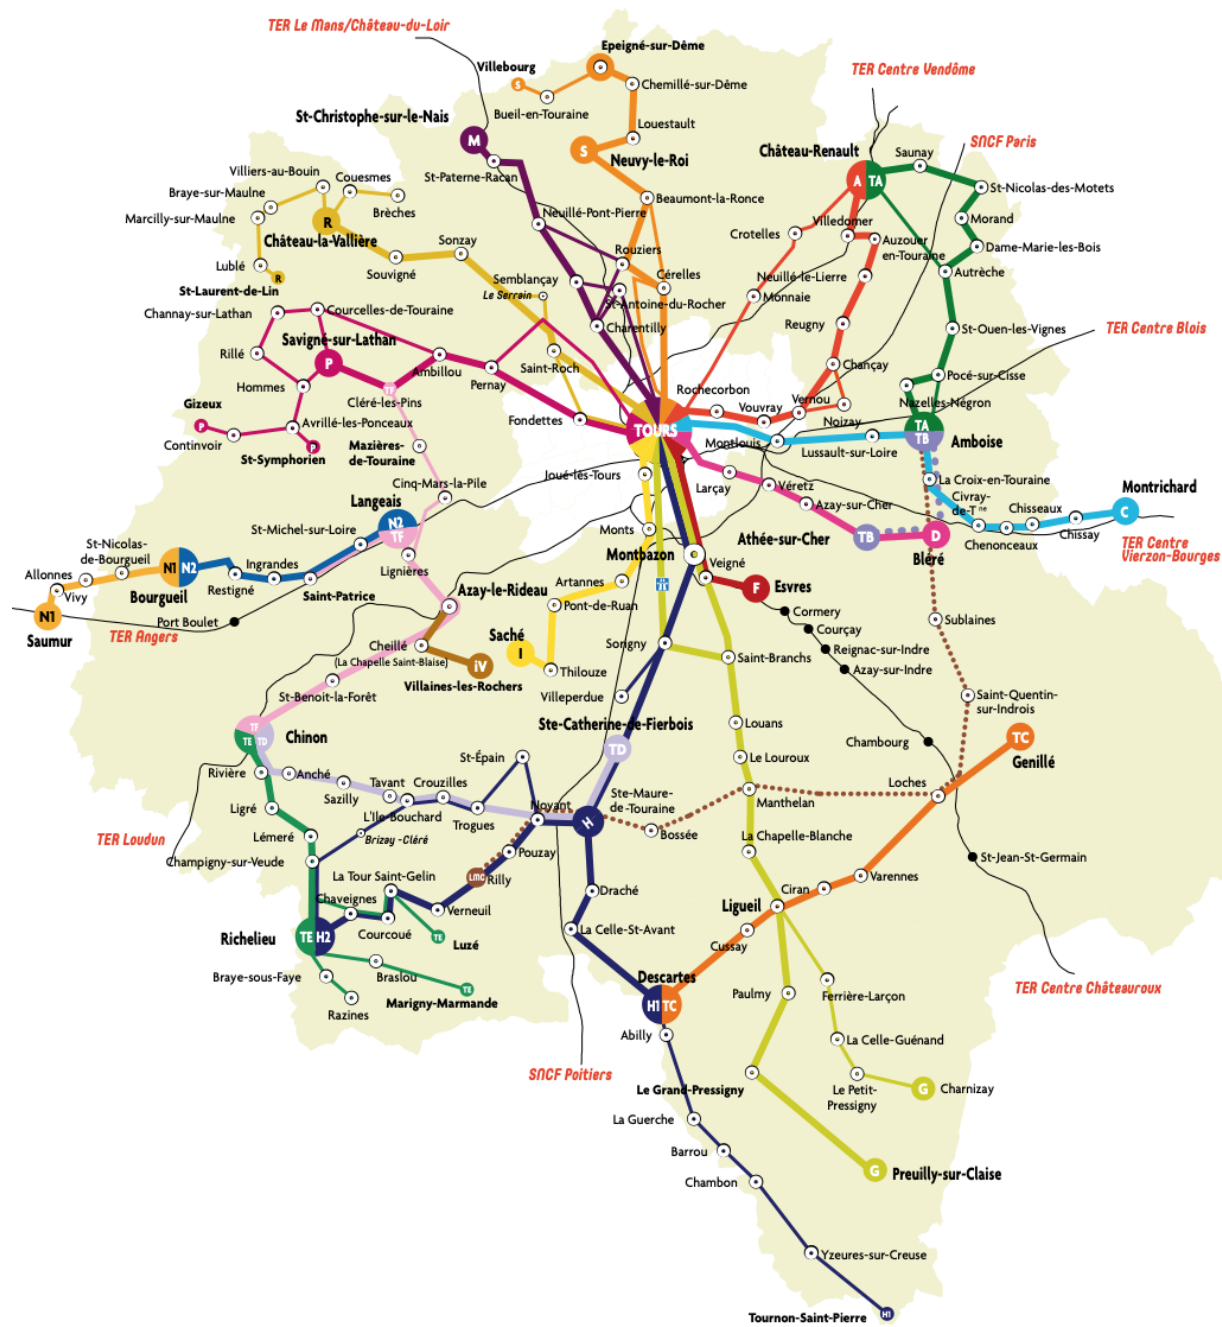 TER Le Mans/Château-du-Loir
Epeigné-sur-Dême
Villebourg
S
Chemillé-sur-Dême
Bueil-en-Touraine
TER Centre Vendôme
St-Christophe-sur-le-Nais
M
Louestault
S
Neuvy-le-Roi
Château-Renault
A
TA
Saunay
SNCF Paris
St-Paterne-Racan
Villiers-au-Bouin
Couesmes
Braye-sur-Maulne
Brèches
Marcilly-sur-Maulne
R
Château-la-Vallière
Beaumont-la-Ronce
Neuillé-Pont-Pierre
St-Nicolas-des-Motets
Morand
Villedomer
Crotelles
Auzouer
en-Touraine
Dame-Marie-les-Bois
Sonzay
Souvigné
Rouziers
Cérelles
Lublé
R
St-Laurent-de-Lin
Semblançay
Le Serrain
St-Antoine-du-Rocher
Neuillé-le-Lierre
Monnaie
Autrèche
Channay-sur-Lathan
Courcelles-de-Touraine
Charentilly
Reugny
St-Ouen-les-Vignes
TER Centre Blois
Savigné-sur-Lathan
P
Rillé
Ambillou
Saint-Roch
Pernay
Chançay
Pocé-sur-Cisse
Hommes
TF
Cléré-les-Pins
Rochecorbon
Vouvray
Vernou
Noizay
Nazelles-Négron
Gizeux
P
Continvoir
Avrillé-les-Ponceaux
P
St-Symphorien
Fondettes
TOURS
Montlouis
Lussault-sur-Loire
TA
TB
Amboise
Mazières-
de-Touraine
Joué-lès-Tours
Larçay
Véretz
Azay-sur-Cher
La Croix-en-Touraine
Civray-
de-Tne
Chisseaux
Montrichard
C
Chenonceaux
Chissay
TER Centre
Vierzon-Bourges
Cinq-Mars-la-Pile
Langeais
N2
TF
St-Michel-sur-Loire
Monts
Montbazon
Athée-sur-Cher
TB
D
Bléré
St-Nicolas-
de-Bourgueil
Allonnes
Vivy
N1
N2
Bourgueil
Restigné
Ingrandes
Saint-Patrice
Lignières
Veigné
F
Esvres
N1
Saumur
Port Boulet
TER Angers
Azay-le-Rideau
Artannes
Pont-de-Ruan
Cormery
Courçay
Reignac-sur-Indre
Azay-sur-Indre
Sublaines
Cheillé
(La Chapelle Saint-Blaise)
iV
Villaines-les-Rochers
Saché
I
Thilouze
Sorigny
Saint-Branchs
St-Benoit-la-Forêt
Villeperdue
Saint-Quentin-
sur-Indrois
TF
TE
TD
Chinon
Ste-Catherine-de-Fierbois
TD
Louans
Le Louroux
Chambourg
TC
Genillé
Rivière
Anché
Sazilly
Tavant
Crouzilles
St-Épain
Ste-Maure-
de-Touraine
Manthelan
Loches
Ligré
L'Ile-Bouchard
Trogues
Noyant
H
Bossée
TER Loudun
Lémeré
Brizay-Cléré
La Chapelle-Blanche
Champigny-sur-Veude
Pouzay
St-Jean-St-Germain
La Tour Saint-Gelin
LMO
Rilly
Varennes
Chaveignes
Verneuil
Draché
Ciran
Ligueil
Richelieu
TE
H2
Courcoué
TE
Luzé
La Celle-St-Avant
Cussay
Braye-sous-Faye
Braslou
TE
Marigny-Marmande
Razines
Descartes
H1
TC
Paulmy
Ferrière-Larçon
TER Centre Châteauroux
Abilly
La Celle-Guénand
SNCF Poitiers
Le Grand-Pressigny
Le Petit-
Pressigny
G
Charnizay
La Guerche
Barrou
Chambon
G
Preuilly-sur-Claise
Yzeures-sur-Creuse
Tournon-Saint-Pierre
H1